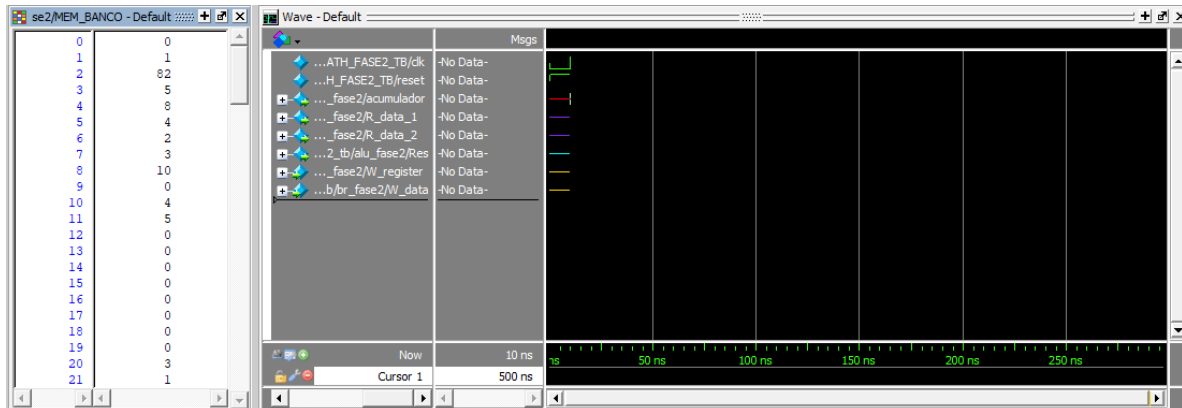 se2/MEM_BANCO - Default
0 0
1 1
2 82
3 5
4 8
5 4
6 2
7 3
8 10
9 0
10 4
11 5
12 0
13 0
14 0
15 0
16 0
17 0
18 0
19 0
20 3
21 1
Wave - Default
Msgs
...ATH_FASE2_TB/clk -No Data-
...H_FASE2_TB/reset -No Data-
..._fase2/acumulador -No Data-
..._fase2/R_data_1 -No Data-
..._fase2/R_data_2 -No Data-
...2_tb/alu_fase2/Res -No Data-
..._fase2/W_register -No Data-
...b/br_fase2/W_data -No Data-
Now 10 ns
Cursor 1 500 ns
ns 50 ns 100 ns 150 ns 200 ns 250 ns